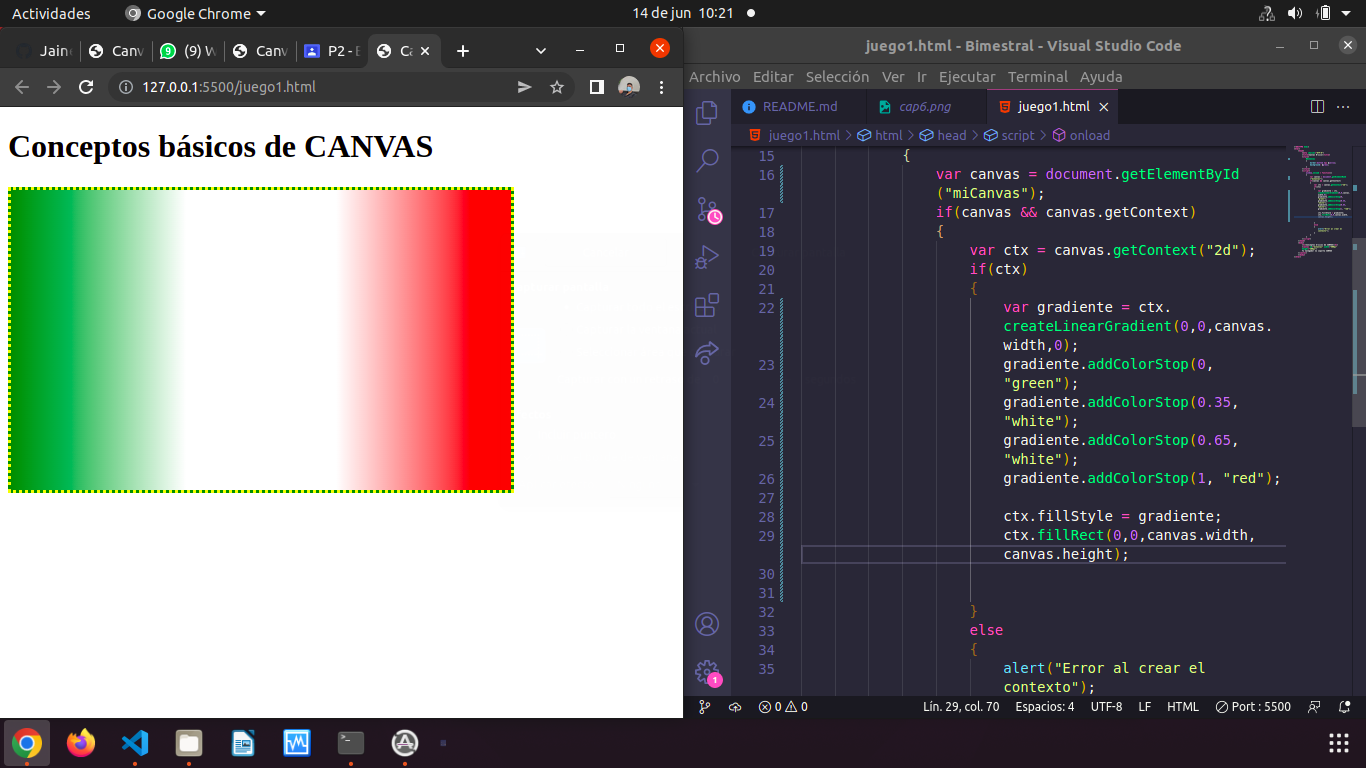 Actividades
Google Chrome
14 de jun 10:21
Jain
Canv
(9) W
Canv
P2 - E
Ca
127.0.0.1:5500/juego1.html
Conceptos básicos de CANVAS
juego1.html - Bimestral - Visual Studio Code
Archivo Editar Selección Ver Ir Ejecutar Terminal Ayuda
README.md
cap6.png
juego1.html
juego1.html > html > head > script > onload
15 {
16 var canvas = document.getElementById
("miCanvas");
17 if(canvas && canvas.getContext)
18 {
19 var ctx = canvas.getContext("2d");
20 if(ctx)
21 {
22 var gradiente = ctx.
createLinearGradient(0,0,canvas.
width,0);
23 gradiente.addColorStop(0,
"green");
24 gradiente.addColorStop(0.35,
"white");
25 gradiente.addColorStop(0.65,
"white");
26 gradiente.addColorStop(1, "red");
27
28 ctx.fillStyle = gradiente;
29 ctx.fillRect(0,0,canvas.width,
canvas.height);
30
31
32 }
33 else
34 {
35 alert("Error al crear el
contexto");
1
0 0
Lín. 29, col. 70
Espacios: 4
UTF-8
LF
HTML
Port : 5500